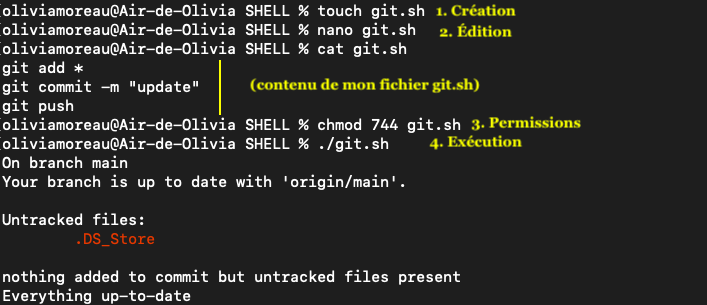 (oliviamoreau@Air-de-Olivia SHELL % touch git.sh 1. Création
(oliviamoreau@Air-de-Olivia SHELL % nano git.sh 2. Édition
(oliviamoreau@Air-de-Olivia SHELL % cat git.sh
git add *
git commit -m "update" (contenu de mon fichier git.sh)
git push
(oliviamoreau@Air-de-Olivia SHELL % chmod 744 git.sh 3. Permissions
(oliviamoreau@Air-de-Olivia SHELL % ./git.sh 4. Exécution
On branch main
Your branch is up to date with 'origin/main'.
Untracked files:
.DS_Store
nothing added to commit but untracked files present
Everything up-to-date